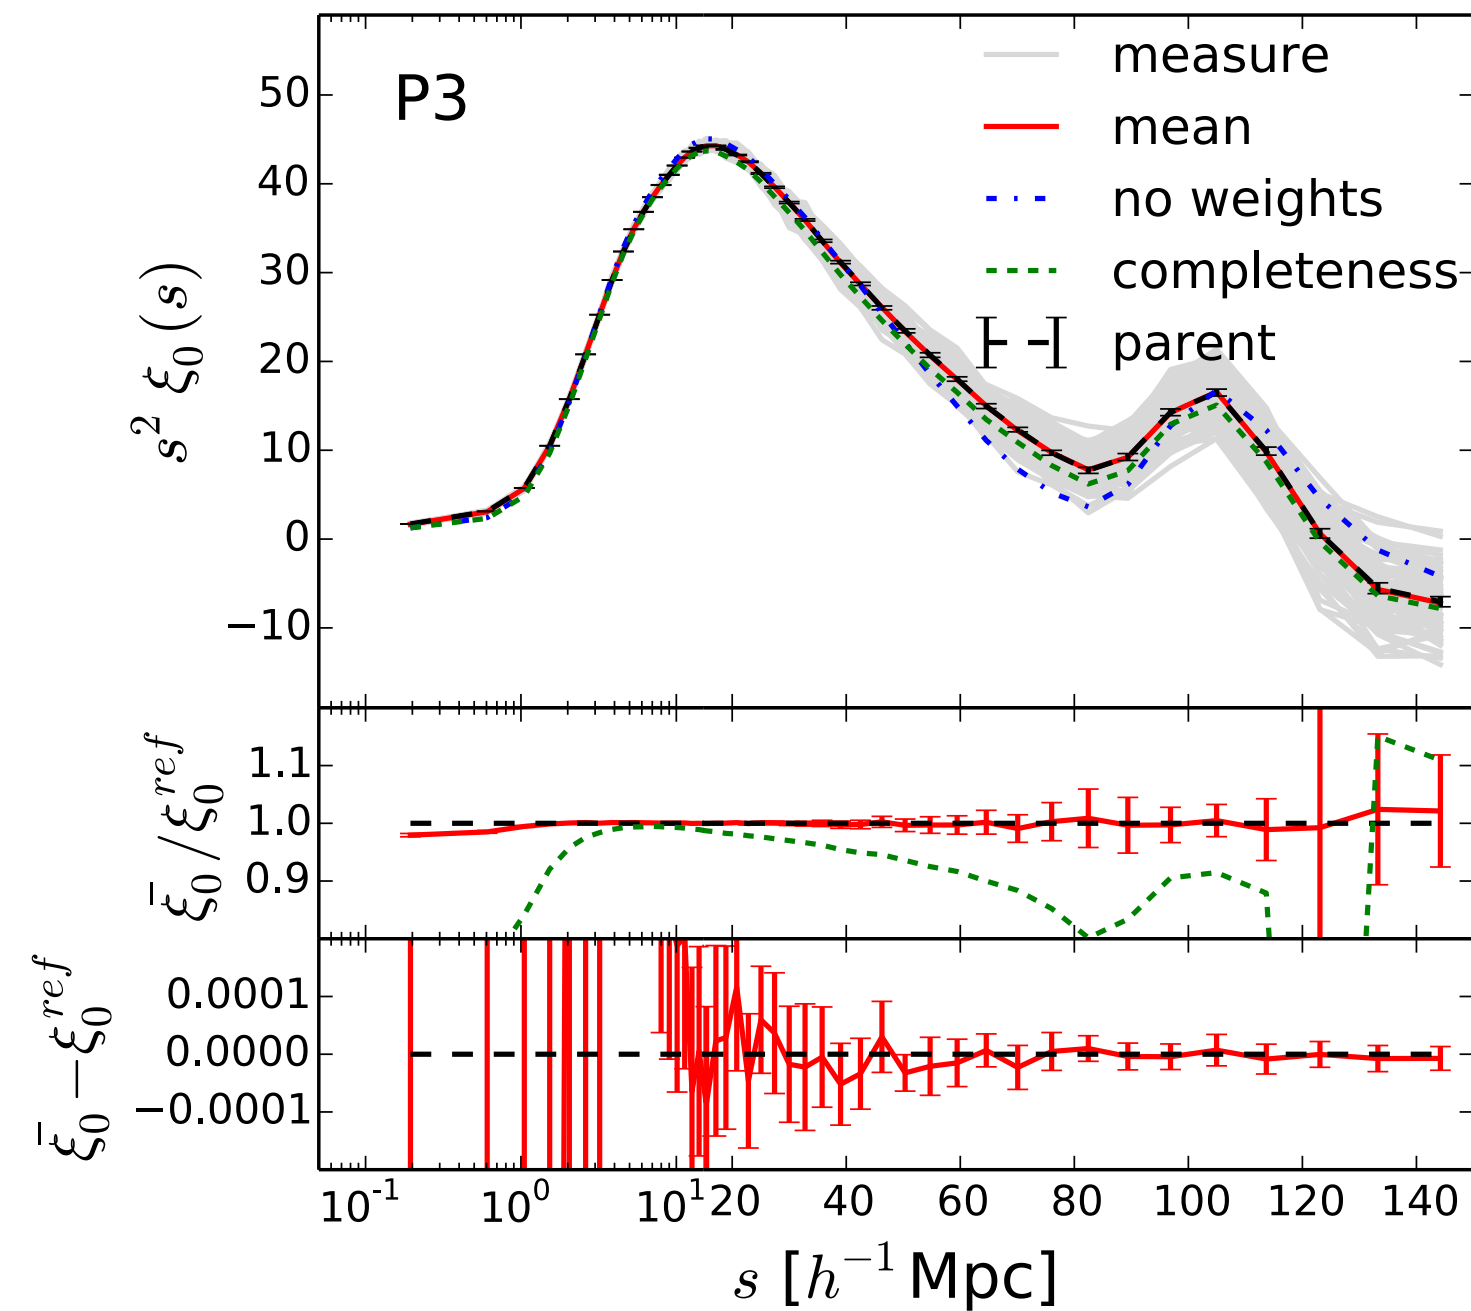 P3
measure
mean
no weights
completeness
parent
50
40
30
20
10
0
−10
s² ξ₀(s)
1.1
1.0
0.9
ξ̄₀/ξ₀^{ref}
0.0001
0.0000
−0.0001
ξ̄₀−ξ₀^{ref}
10⁻¹ 10⁰ 10¹ 20 40 60 80 100 120 140
s [h⁻¹ Mpc]